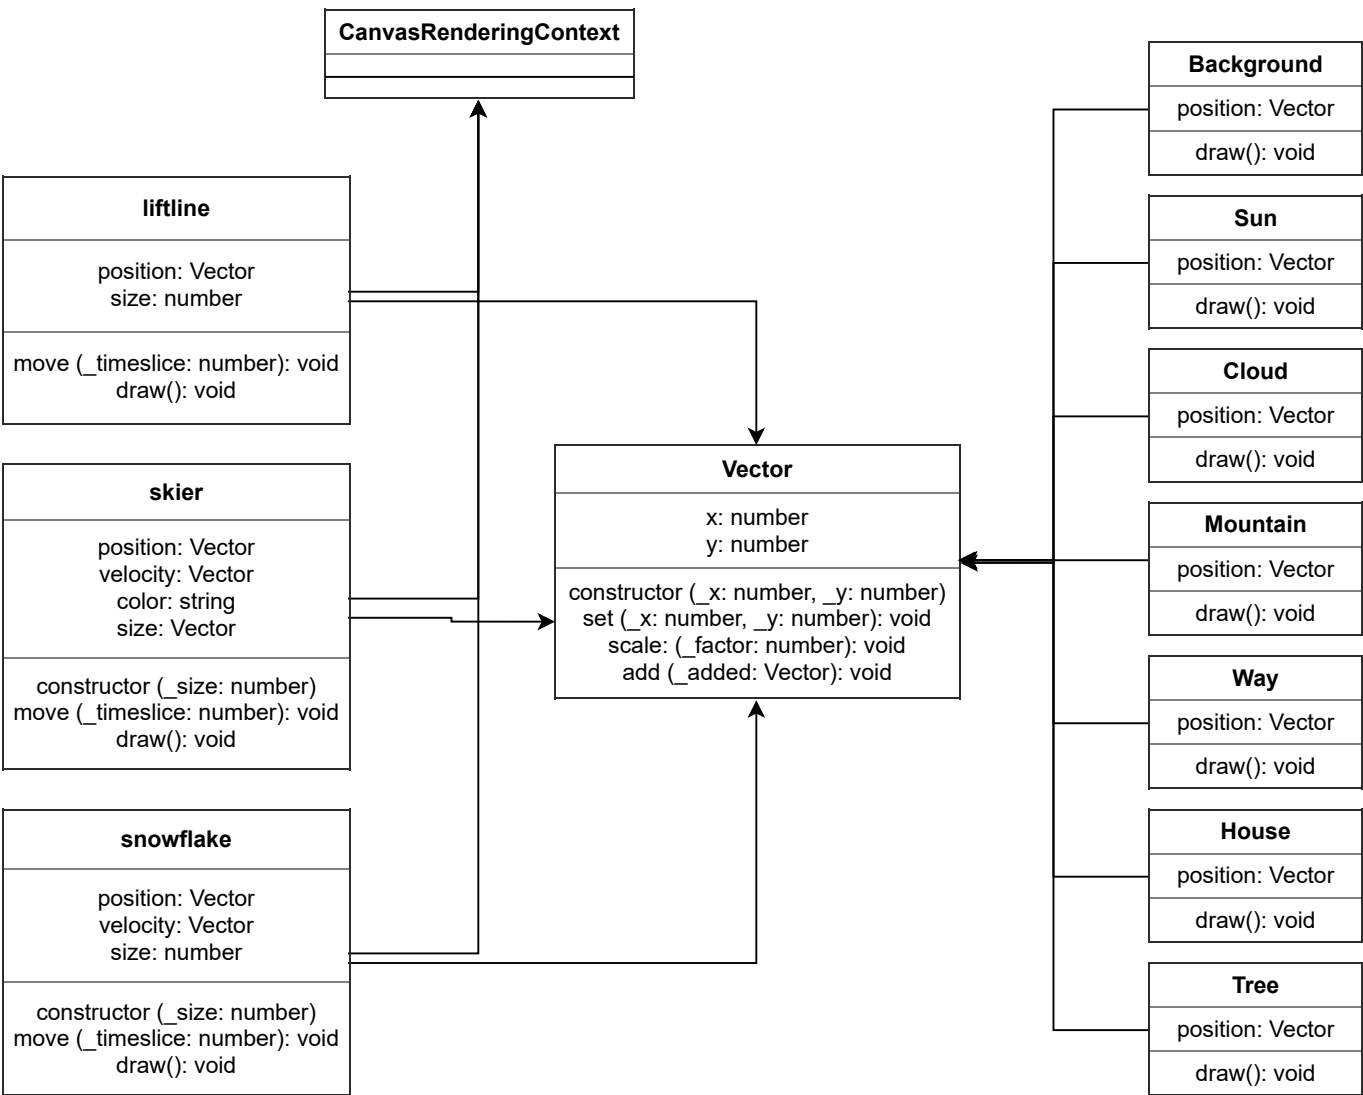 CanvasRenderingContext
liftline
position: Vector
size: number
move (_timeslice: number): void
draw(): void
skier
position: Vector
velocity: Vector
color: string
size: Vector
constructor (_size: number)
move (_timeslice: number): void
draw(): void
snowflake
position: Vector
velocity: Vector
size: number
constructor (_size: number)
move (_timeslice: number): void
draw(): void
Vector
x: number
y: number
constructor (_x: number, _y: number)
set (_x: number, _y: number): void
scale: (_factor: number): void
add (_added: Vector): void
Background
position: Vector
draw(): void
Sun
position: Vector
draw(): void
Cloud
position: Vector
draw(): void
Mountain
position: Vector
draw(): void
Way
position: Vector
draw(): void
House
position: Vector
draw(): void
Tree
position: Vector
draw(): void